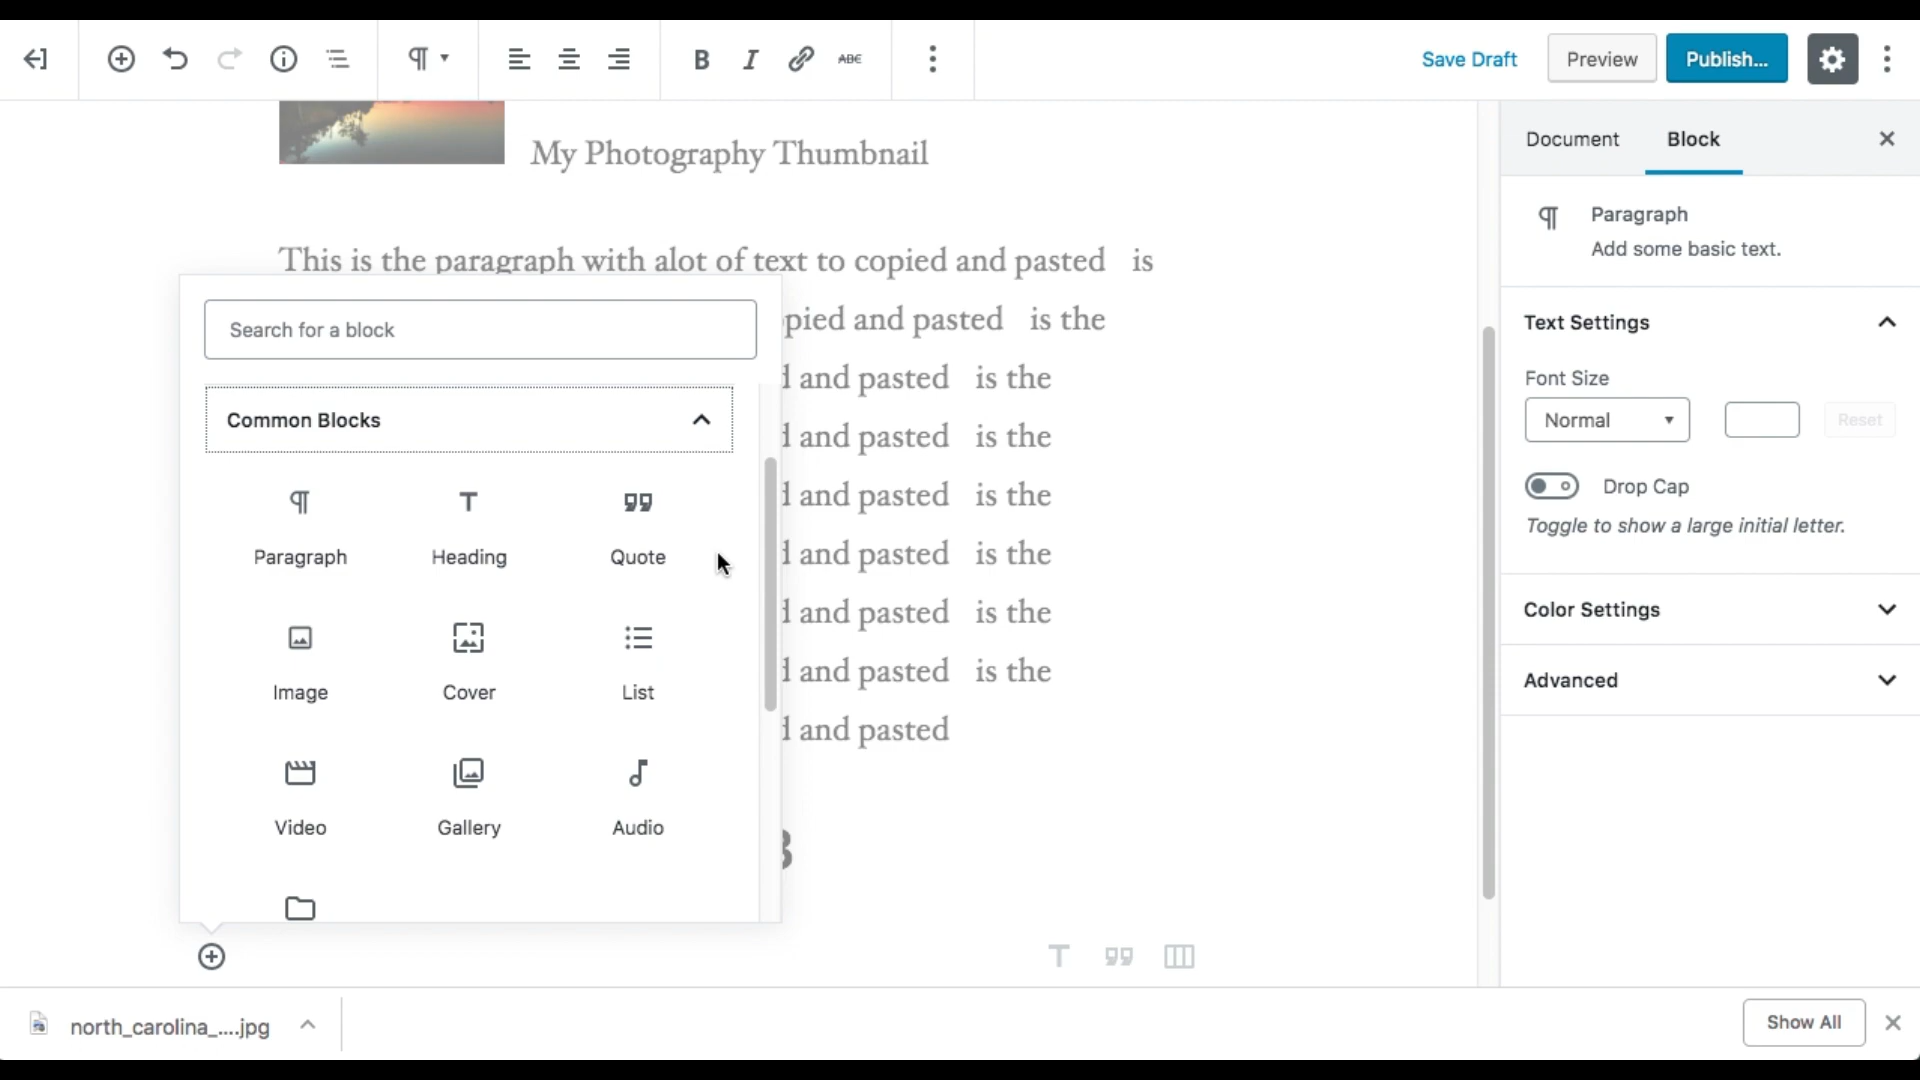 ABC
Save Draft
Preview
Publish...
My Photography Thumbnail
Document
Block
Paragraph
Add some basic text.
This is the paragraph with alot of text to copied and pasted is
Search for a block
pied and pasted is the
Text Settings
Font Size
Normal
Reset
d and pasted is the
Common Blocks
d and pasted is the
d and pasted is the
Drop Cap
Toggle to show a large initial letter.
Paragraph
Heading
Quote
d and pasted is the
d and pasted is the
Color Settings
Image
Cover
List
d and pasted is the
Advanced
d and pasted
Video
Gallery
Audio
3
north_carolina_....jpg
Show All